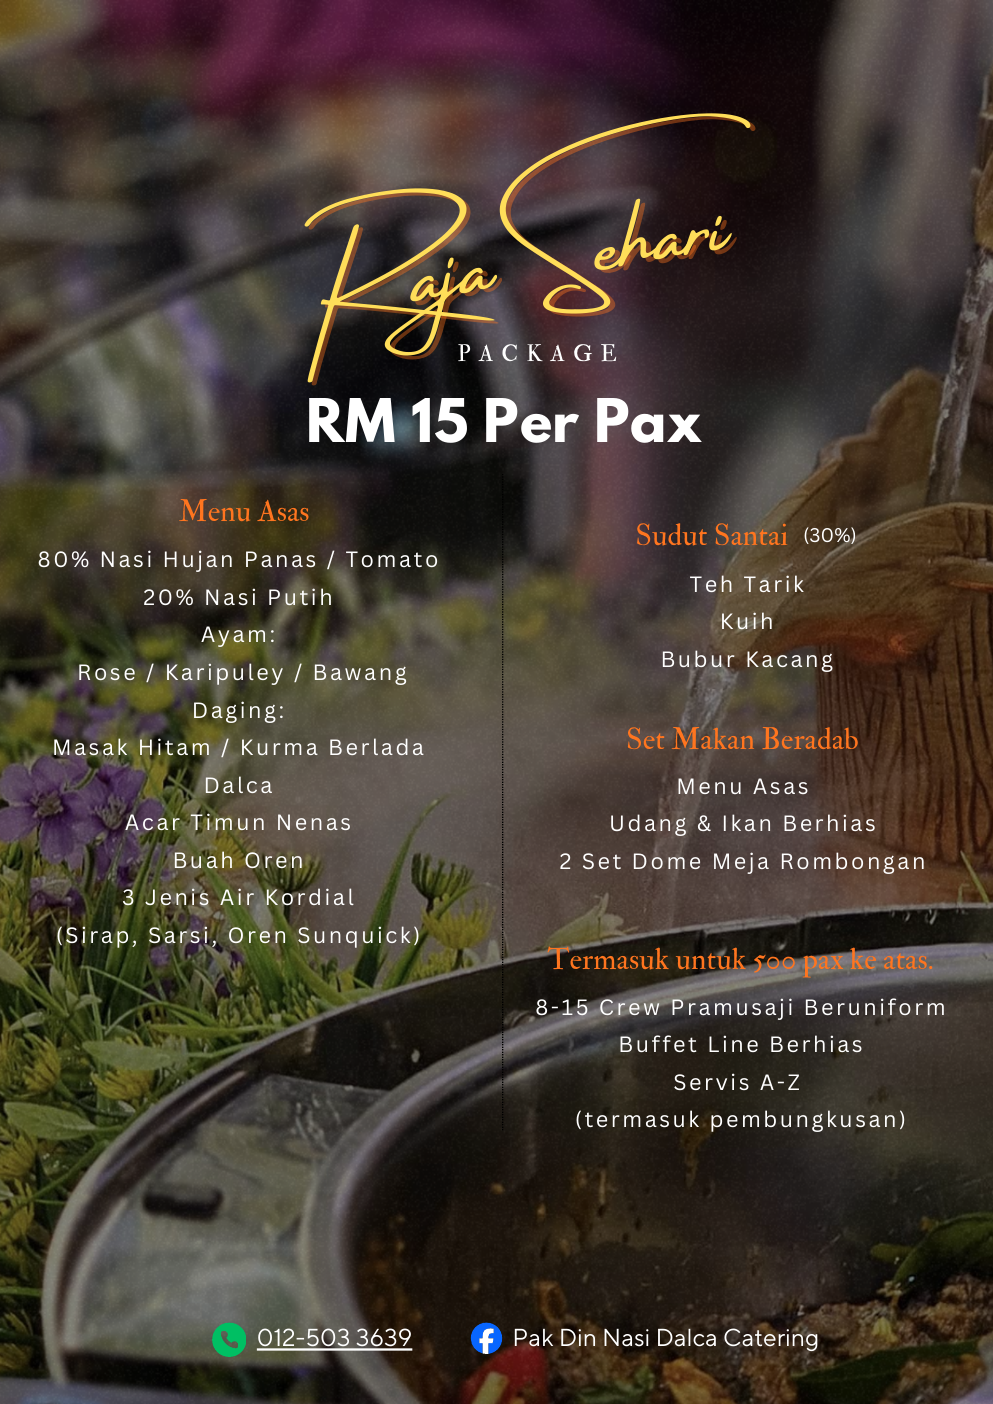 Raja Sehari
PACKAGE
RM 15 Per Pax
Menu Asas
80% Nasi Hujan Panas / Tomato
20% Nasi Putih
Ayam:
Rose / Karipuley / Bawang
Daging:
Masak Hitam / Kurma Berlada
Dalca
Acar Timun Nenas
Buah Oren
3 Jenis Air Kordial
(Sirap, Sarsi, Oren Sunquick)
Sudut Santai (30%)
Teh Tarik
Kuih
Bubur Kacang
Set Makan Beradab
Menu Asas
Udang & Ikan Berhias
2 Set Dome Meja Rombongan
Termasuk untuk 500 pax ke atas.
8-15 Crew Pramusaji Beruniform
Buffet Line Berhias
Servis A-Z
(termasuk pembungkusan)
012-503 3639
Pak Din Nasi Dalca Catering